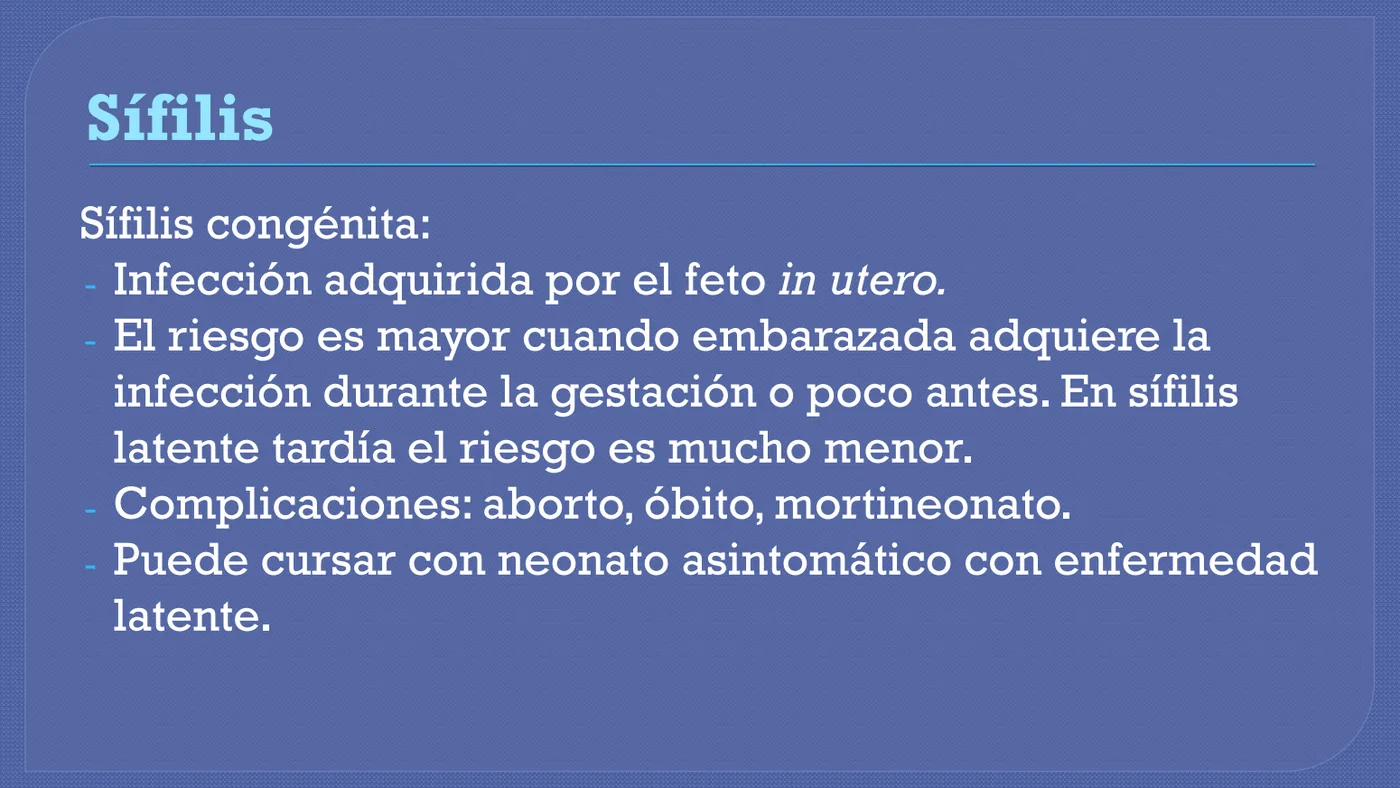 Sífilis
Sífilis congénita:
- Infección adquirida por el feto in utero.
- El riesgo es mayor cuando embarazada adquiere la
infección durante la gestación o poco antes. En sífilis
latente tardía el riesgo es mucho menor.
- Complicaciones: aborto, óbito, mortineonato.
- Puede cursar con neonato asintomático con enfermedad
latente.